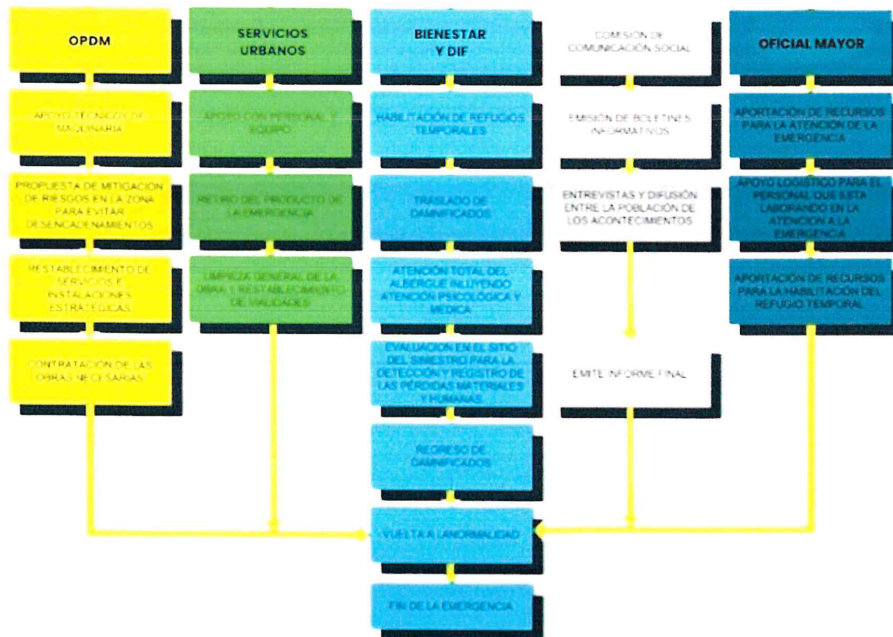 OPDM
APOYO TÉCNICO DE
MAQUINARIA
PROPUESTA DE MITIGACIÓN
DE RIESGOS EN LA ZONA
PARA EVITAR
DESENCADENAMIENTOS
RESTABLECIMIENTO DE
SERVICIOS E
INSTALACIONES
ESTRATÉGICAS
CONTRATACIÓN DE LAS
OBRAS NECESARIAS
SERVICIOS
URBANOS
APOYO CON PERSONAL Y
EQUIPO
RETIRO DEL PRODUCTO DE
LA EMERGENCIA
LIMPIEZA GENERAL DE LA
OBRA Y RESTABLECIMIENTO
DE VIALIDADES
BIENESTAR
Y DIF
HABILITACIÓN DE REFUGIOS
TEMPORALES
TRASLADO DE
DAMNIFICADOS
ATENCIÓN TOTAL DEL
ALBERGUE INLUYENDO
ATENCIÓN PSICOLÓGICA Y
MEDICA
EVALUACIÓN EN EL SITIO
DEL SINIESTRO PARA LA
DETECCIÓN Y REGISTRO DE
LAS PÉRDIDAS MATERIALES
Y HUMANAS
REGRESO DE
DAMNIFICADOS
VUELTA A LANORMALIDAD
FIN DE LA EMERGENCIA
COMISIÓN DE
COMUNICACIÓN SOCIAL
EMISIÓN DE BOLETINES
INFORMATIVOS
ENTREVISTAS Y DIFUSIÓN
ENTRE LA POBLACIÓN DE
LOS ACONTECIMIENTOS
EMITE INFORME FINAL
OFICIAL MAYOR
APORTACIÓN DE RECURSOS
PARA LA ATENCIÓN DE LA
EMERGENCIA
APOYO LOGÍSTICO PARA EL
PERSONAL QUE ESTA
LABORANDO EN LA
ATENCIÓN A LA
EMERGENCIA
APORTACIÓN DE RECURSOS
PARA LA HABILITACIÓN DEL
REFUGIO TEMPORAL